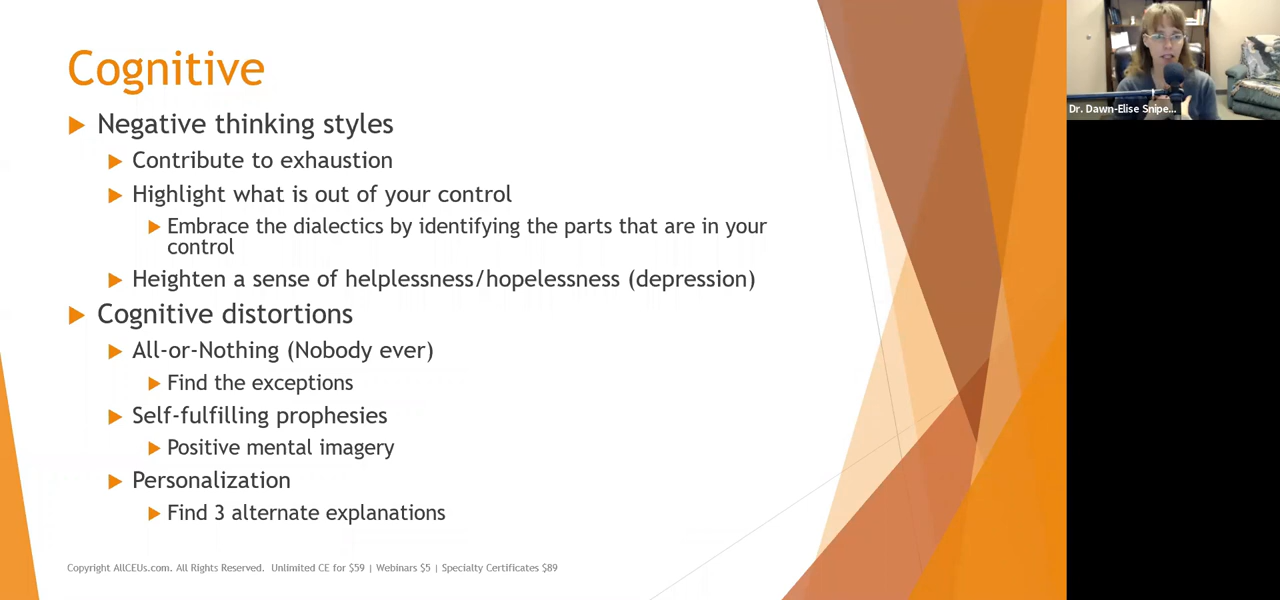 Cognitive
Negative thinking styles
Contribute to exhaustion
Highlight what is out of your control
Embrace the dialectics by identifying the parts that are in your
control
Heighten a sense of helplessness/hopelessness (depression)
Cognitive distortions
All-or-Nothing (Nobody ever)
Find the exceptions
Self-fulfilling prophesies
Positive mental imagery
Personalization
Find 3 alternate explanations
Copyright AllCEUs.com. All Rights Reserved. Unlimited CE for $59 | Webinars $5 | Specialty Certificates $89
Dr. Dawn-Elise Snipe...